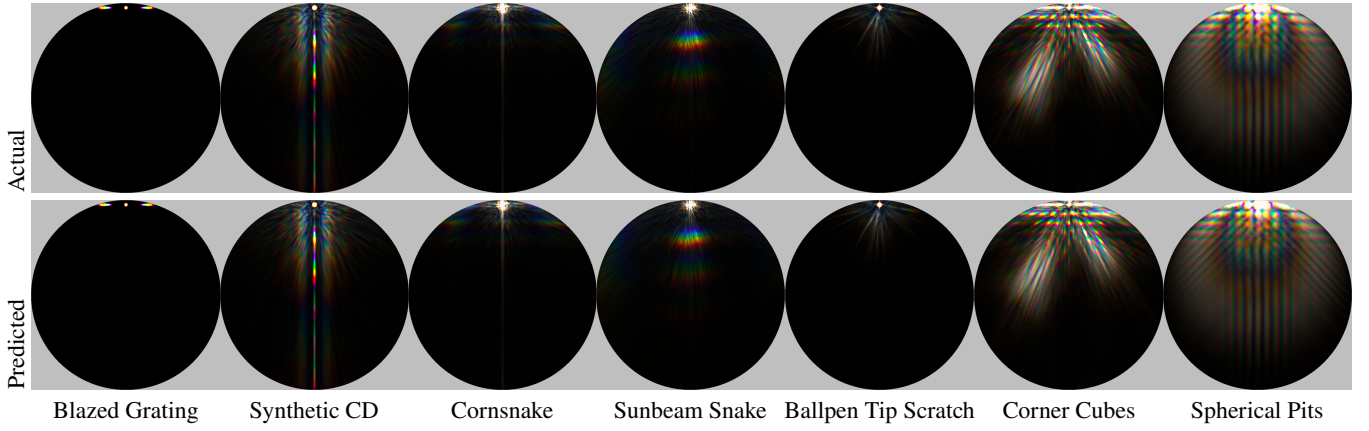 Actual
Predicted
Blazed Grating
Synthetic CD
Cornsnake
Sunbeam Snake
Ballpen Tip Scratch
Corner Cubes
Spherical Pits